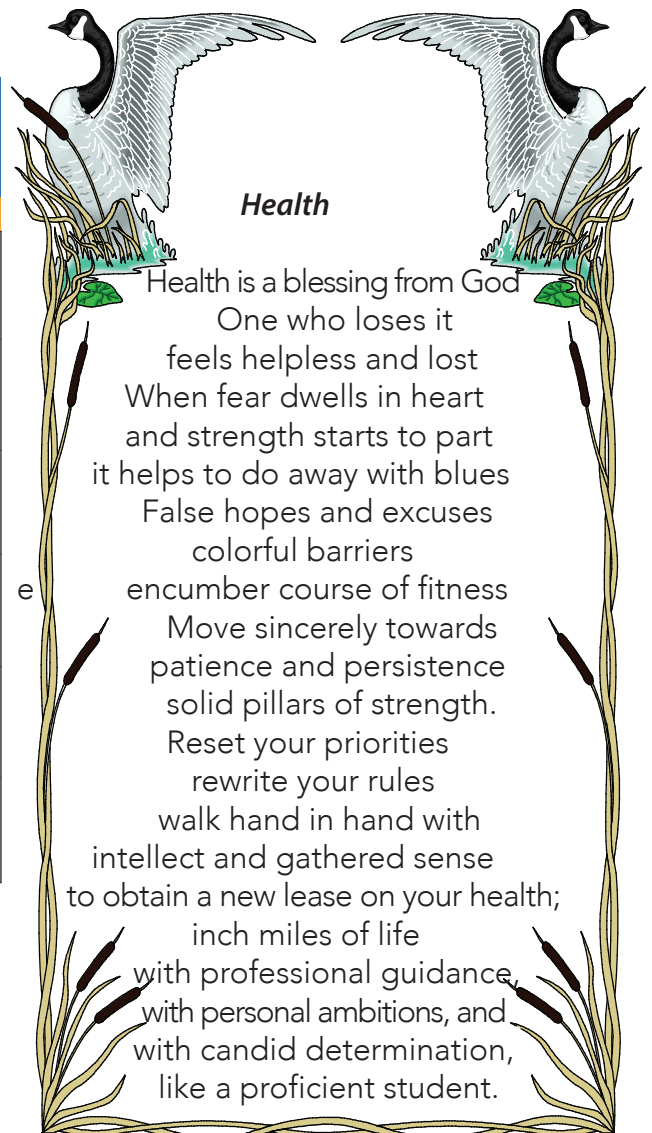 Health
Health is a blessing from God
One who loses it
feels helpless and lost
When fear dwells in heart
and strength starts to part
it helps to do away with blues
False hopes and excuses
colorful barriers
e
encumber course of fitness
Move sincerely towards
patience and persistence
solid pillars of strength.
Reset your priorities
rewrite your rules
walk hand in hand with
intellect and gathered sense
to obtain a new lease on your health;
inch miles of life
with professional guidance,
with personal ambitions, and
with candid determination,
like a proficient student.